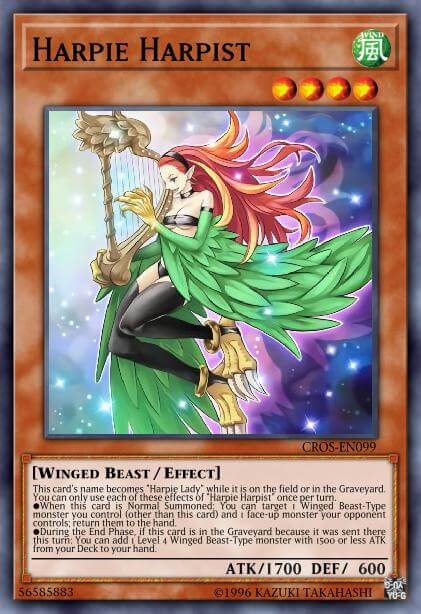 HARPIE HARPIST
WIND
風
CROS-EN099
[WINGED BEAST / EFFECT]
This card's name becomes "Harpie Lady" while it is on the field or in the Graveyard.
You can only use each of these effects of "Harpie Harpist" once per turn.
●When this card is Normal Summoned: You can target 1 Winged Beast-Type
monster you control (other than this card) and 1 face-up monster your opponent
controls; return them to the hand.
●During the End Phase, if this card is in the Graveyard because it was sent there
this turn: You can add 1 Level 4 Winged Beast-Type monster with 1500 or less ATK
from your Deck to your hand.
ATK/1700 DEF/ 600
56585883
©1996 KAZUKI TAKAHASHI